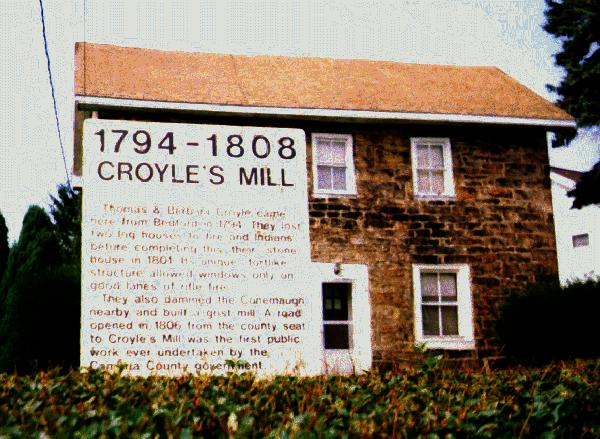 1794-1808
CROYLE'S MILL
Thomas & Barbara Croyle came
here from Bedford in 1794. They lost
two log houses to fire and Indians
before completing this, their stone
house in 1801. Its unique fortlike
structure allowed windows only on
good lanes of rifle fire.
They also dammed the Conemaugh
nearby and built a grist mill. A road
opened in 1806 from the county seat
to Croyle's Mill was the first public
work ever undertaken by the
Cambria County government.